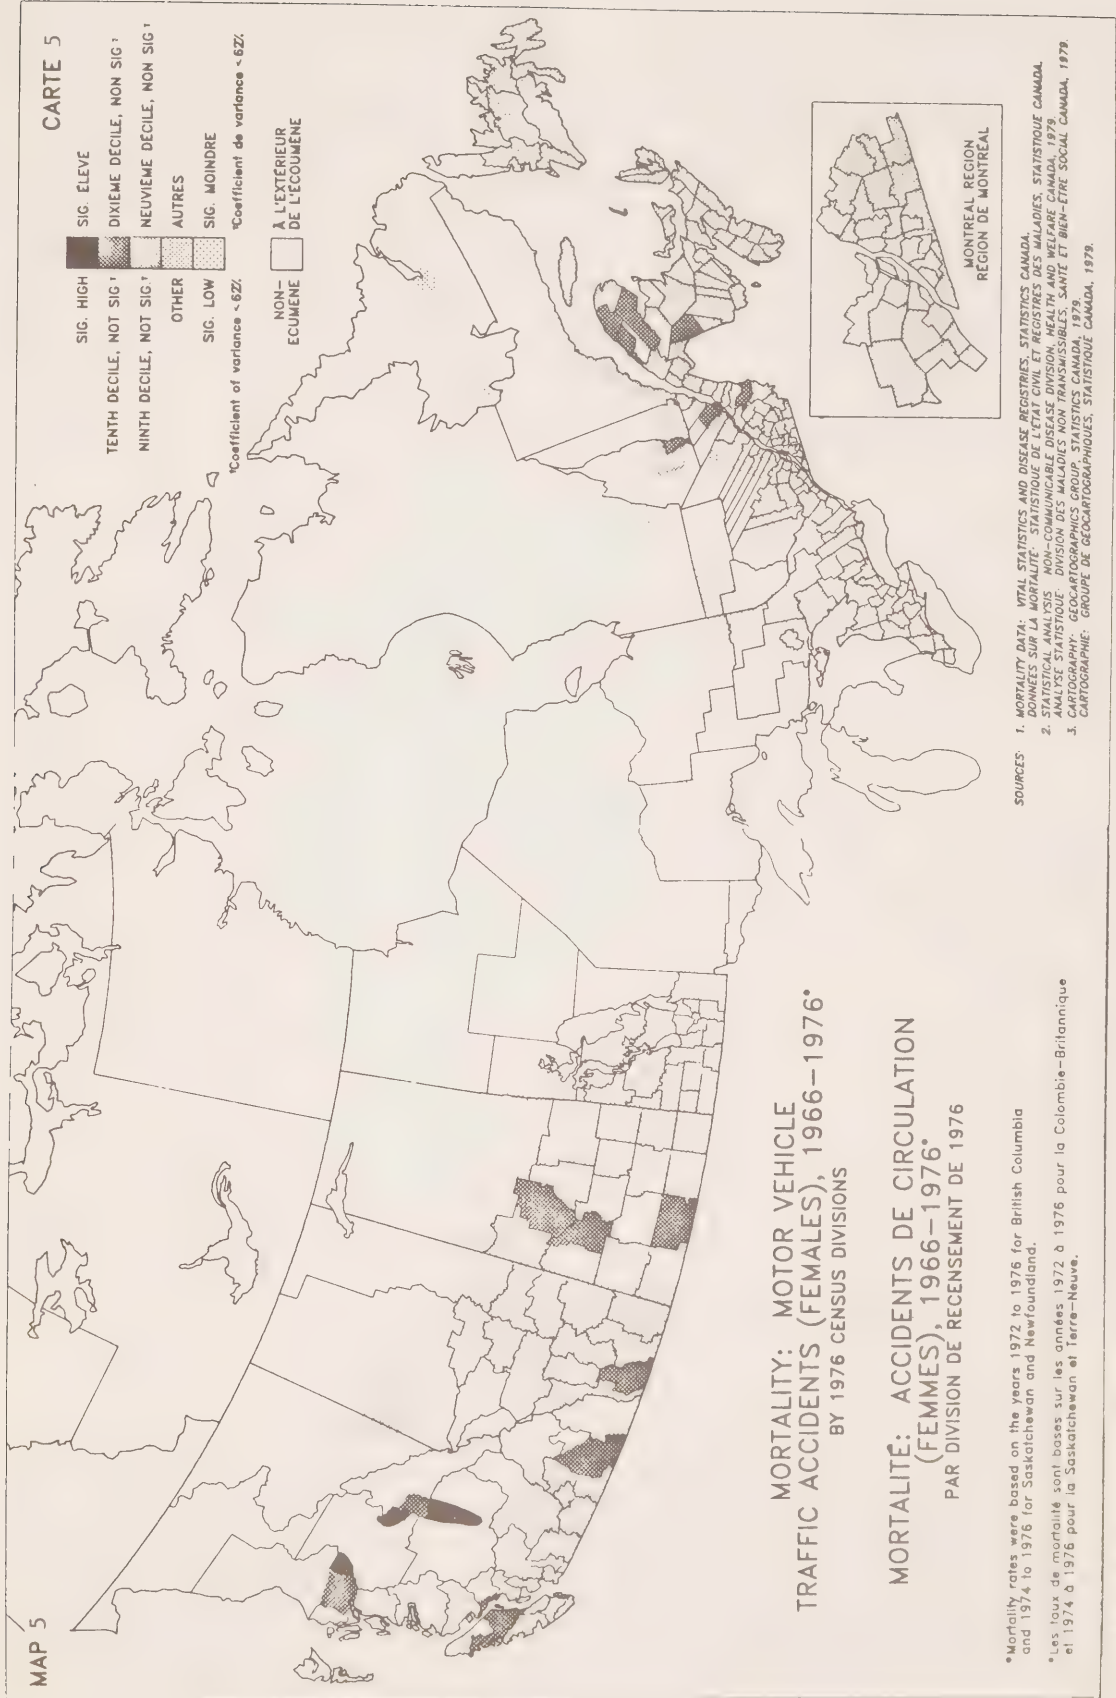 MAP 5
CARTE 5
SIG. HIGH
SIG. ÉLEVÉ
TENTH DECILE, NOT SIG †
DIXIÈME DÉCILE, NON SIG †
NINTH DECILE, NOT SIG.†
NEUVIÈME DÉCILE, NON SIG †
OTHER
AUTRES
SIG. LOW
SIG. MOINDRE
†Coefficient of variance <.62%
†Coefficient de variance <.62%
NON-
ECUMENE
À L'EXTÉRIEUR
DE L'ÉCOUMÈNE
MONTREAL REGION
RÉGION DE MONTRÉAL
MORTALITY: MOTOR VEHICLE
TRAFFIC ACCIDENTS (FEMALES), 1966–1976*
BY 1976 CENSUS DIVISIONS
MORTALITÉ: ACCIDENTS DE CIRCULATION
(FEMMES), 1966–1976*
PAR DIVISION DE RECENSEMENT DE 1976
*Mortality rates were based on the years 1972 to 1976 for British Columbia
and 1974 to 1976 for Saskatchewan and Newfoundland.
*Les taux de mortalité sont basés sur les années 1972 à 1976 pour la Colombie-Britannique
et 1974 à 1976 pour la Saskatchewan et Terre-Neuve.
SOURCES: 1. MORTALITY DATA: VITAL STATISTICS AND DISEASE REGISTRIES, STATISTICS CANADA.
DONNÉES SUR LA MORTALITÉ: STATISTIQUE DE L'ÉTAT CIVIL ET REGISTRES DES MALADIES, STATISTIQUE CANADA.
2. STATISTICAL ANALYSIS: NON-COMMUNICABLE DISEASE DIVISION, HEALTH AND WELFARE CANADA, 1979.
ANALYSE STATISTIQUE: DIVISION DES MALADIES NON TRANSMISSIBLES, SANTÉ ET BIEN-ÊTRE SOCIAL CANADA, 1979.
3. CARTOGRAPHY: GEOCARTOGRAPHICS GROUP, STATISTICS CANADA, 1979.
CARTOGRAPHIE: GROUPE DE GÉOCARTOGRAPHIQUES, STATISTIQUE CANADA, 1979.